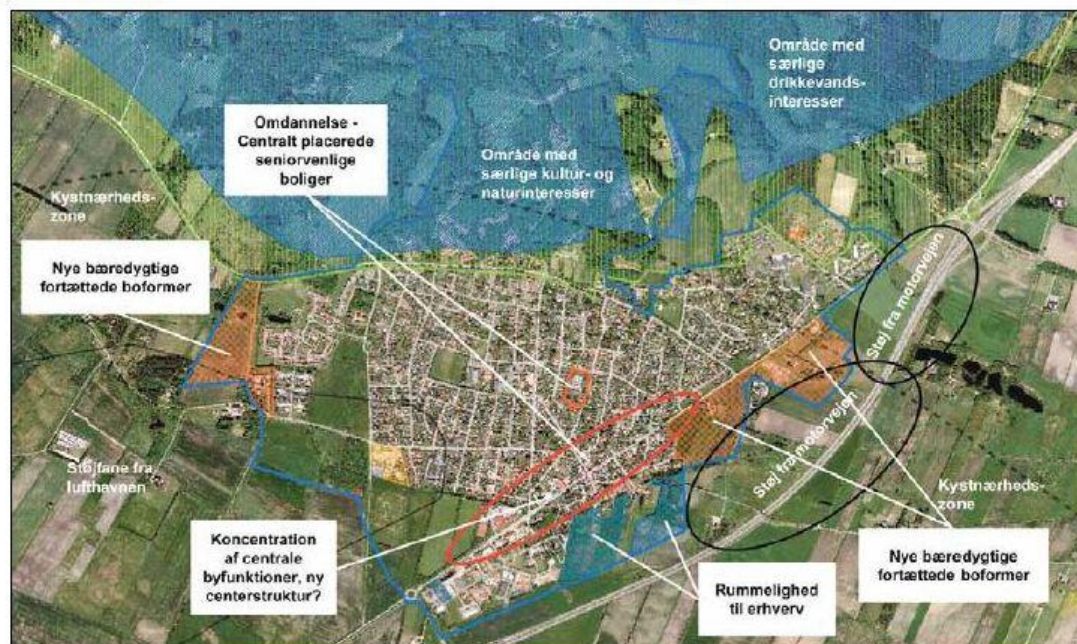 Område med
særlige
drikkevands-
interesser
Omdannelse -
Centralt placerede
seniorvenlige
boliger
Område med
særlige kultur- og
naturinteresser
Kystnærheds-
zone
Nye bæredygtige
fortættede boformer
Støj fra motorvejen
Støj fra motorvejen
Støjfane fra
lufthavnen
Kystnærheds-
zone
Koncentration
af centrale
byfunktioner, ny
centerstruktur?
Rummelighed
til erhverv
Nye bæredygtige
fortættede boformer